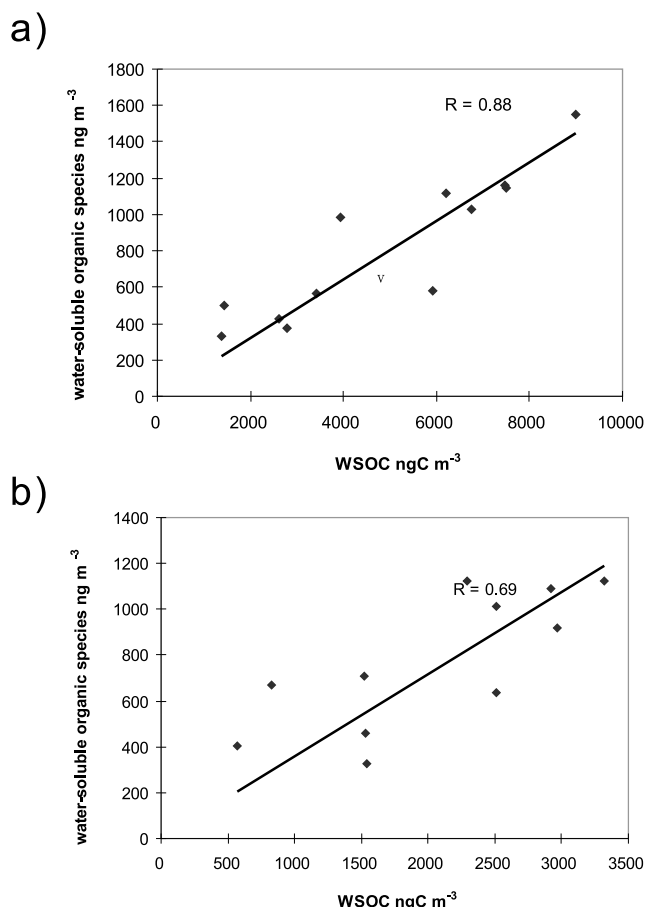 a)
1800
1600
1400
1200
1000
800
600
400
200
0
water-soluble organic species ng m⁻³
R = 0.88
v
0 2000 4000 6000 8000 10000
WSOC ngC m⁻³
b)
1400
1200
1000
800
600
400
200
0
water-soluble organic species ng m⁻³
R = 0.69
0 500 1000 1500 2000 2500 3000 3500
WSOC ngC m⁻³